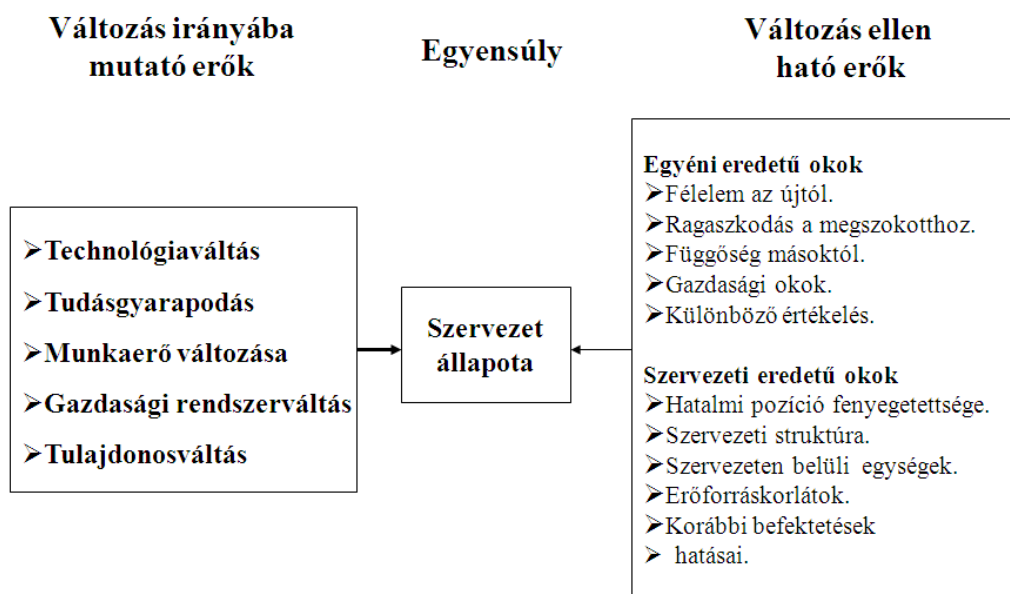 Változás irányába
mutató erők
Egyensúly
Változás ellen
ható erők
➢Technológiaváltás
➢Tudásgyarapodás
➢Munkaerő változása
➢Gazdasági rendszerváltás
➢Tulajdonosváltás
Szervezet
állapota
Egyéni eredetű okok
➢Félelem az újtól.
➢Ragaszkodás a megszokotthoz.
➢Függőség másoktól.
➢Gazdasági okok.
➢Különböző értékelés.
Szervezeti eredetű okok
➢Hatalmi pozíció fenyegetettsége.
➢Szervezeti struktúra.
➢Szervezeten belüli egységek.
➢Erőforráskorlátok.
➢Korábbi befektetések
➢ hatásai.